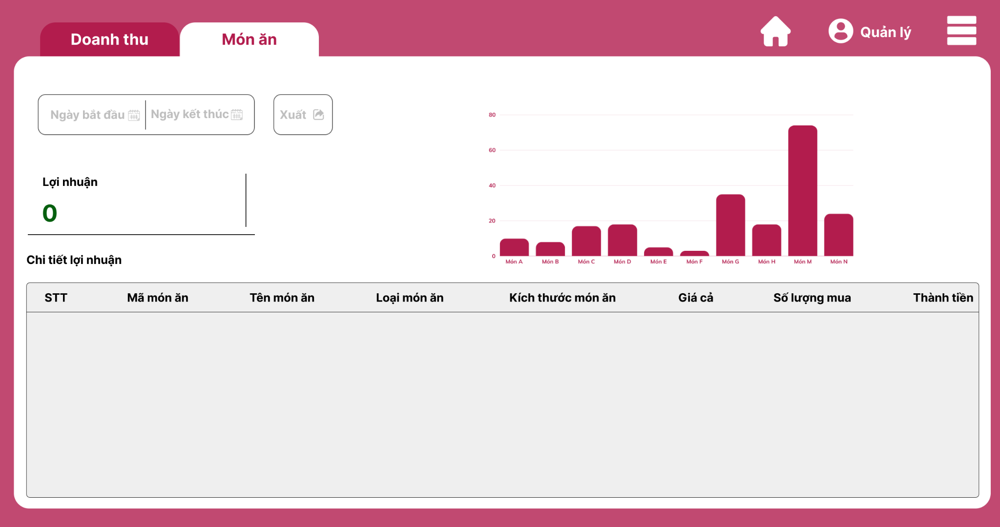 Doanh thu
Món ăn
Quản lý
Ngày bắt đầu
Ngày kết thúc
Xuất
Lợi nhuận
0
Chi tiết lợi nhuận
80
60
40
20
0
Món A Món B Món C Món D Món E Món F Món G Món H Món M Món N
STT Mã món ăn Tên món ăn Loại món ăn Kích thước món ăn Giá cả Số lượng mua Thành tiền